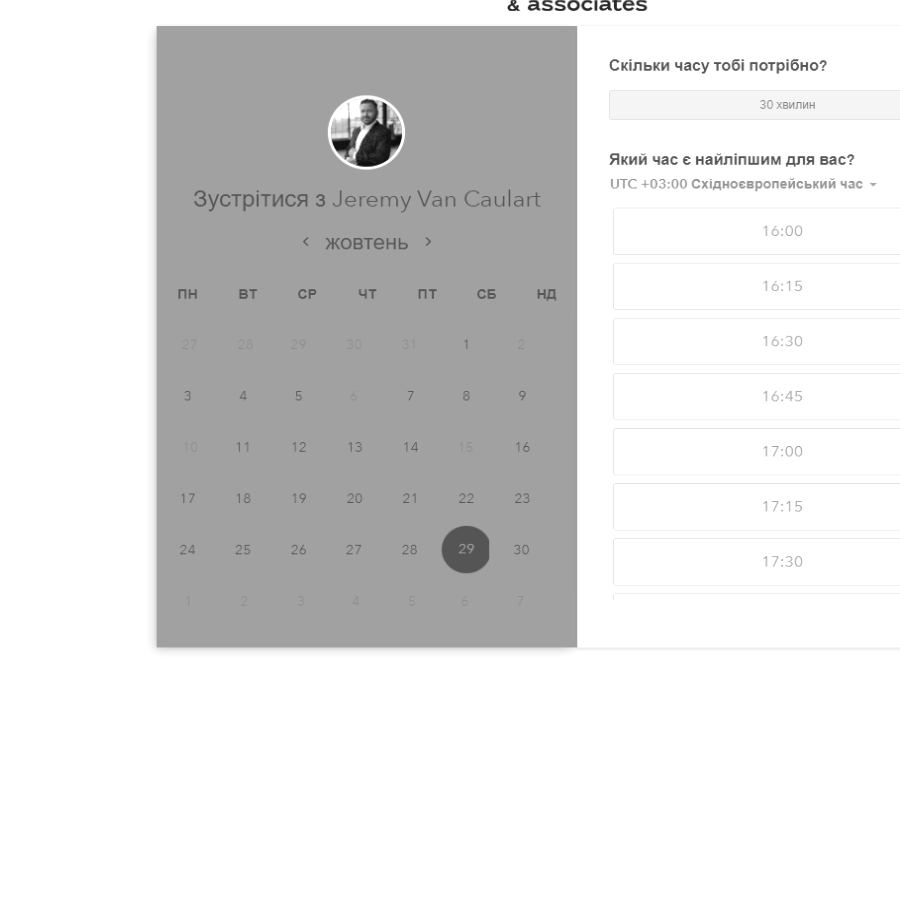 & associates
Зустрітися з Jeremy Van Caulart
жовтень
ПН ВТ СР ЧТ ПТ СБ НД
27 28 29 30 31 1 2
3 4 5 6 7 8 9
10 11 12 13 14 15 16
17 18 19 20 21 22 23
24 25 26 27 28 29 30
1 2 3 4 5 6 7
Скільки часу тобі потрібно?
30 хвилин
Який час є найліпшим для вас?
UTC +03:00 Східноєвропейський час
16:00
16:15
16:30
16:45
17:00
17:15
17:30